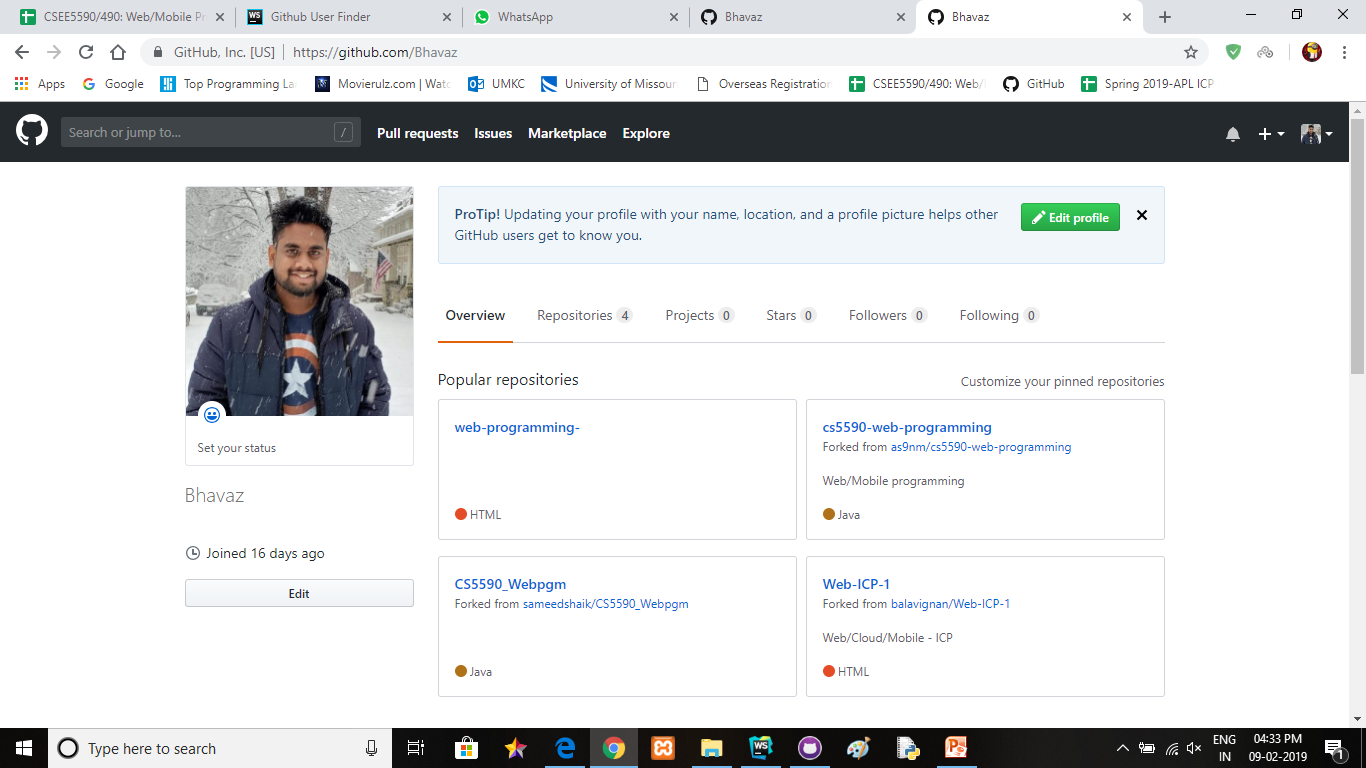 CSEE5590/490: Web/Mobile Pr
Github User Finder
WhatsApp
Bhavaz
Bhavaz
GitHub, Inc. [US] | https://github.com/Bhavaz
Apps
Google
Top Programming La
Movierulz.com | Watc
UMKC
University of Missour
Overseas Registration
CSEE5590/490: Web/
GitHub
Spring 2019-APL ICP
Search or jump to...
/
Pull requests
Issues
Marketplace
Explore
ProTip! Updating your profile with your name, location, and a profile picture helps other
GitHub users get to know you.
Edit profile
Overview
Repositories 4
Projects 0
Stars 0
Followers 0
Following 0
Set your status
Bhavaz
Joined 16 days ago
Edit
Popular repositories
Customize your pinned repositories
web-programming-
HTML
cs5590-web-programming
Forked from as9nm/cs5590-web-programming
Web/Mobile programming
Java
CS5590_Webpgm
Forked from sameedshaik/CS5590_Webpgm
Java
Web-ICP-1
Forked from balavignan/Web-ICP-1
Web/Cloud/Mobile - ICP
HTML
Type here to search
ENG
IN
04:33 PM
09-02-2019
1